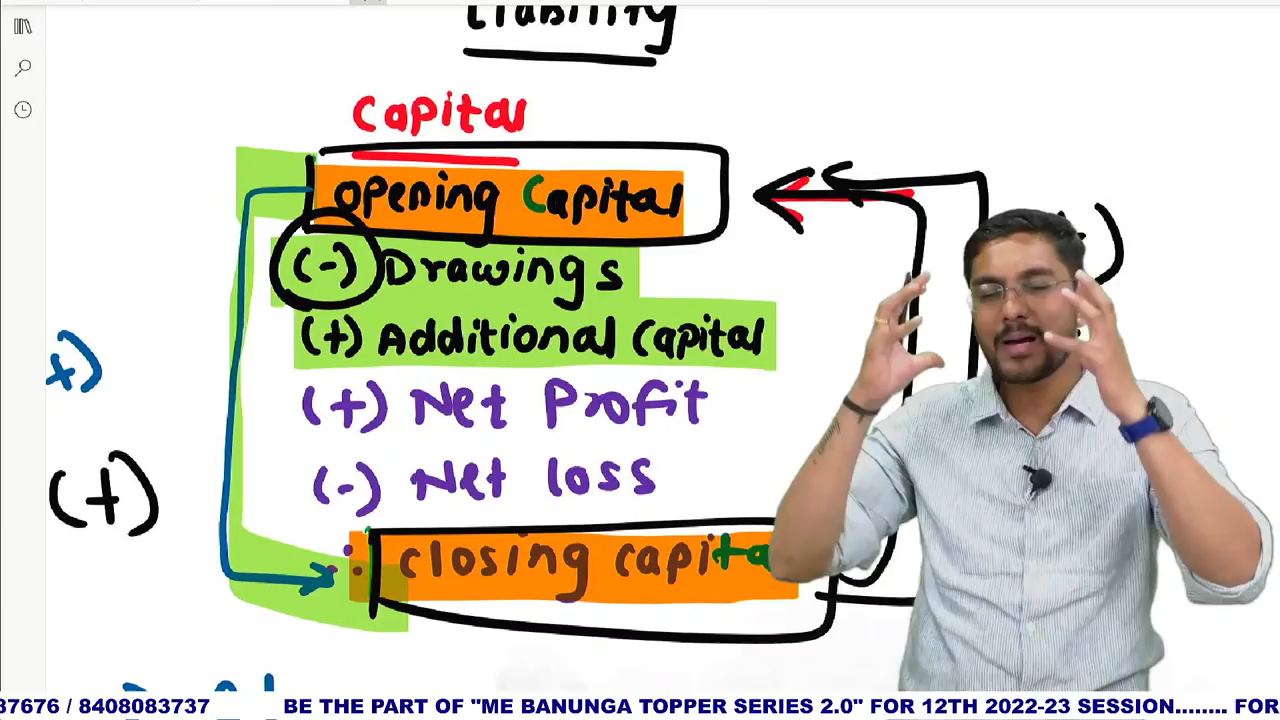 Liability
Capital
opening Capital
(-) Drawings
(+) Additional Capital
(+) Net Profit
(-) Net loss
∴ closing capita
(+)
37676 / 8408083737 BE THE PART OF "ME BANUNGA TOPPER SERIES 2.0" FOR 12TH 2022-23 SESSION........ FOR